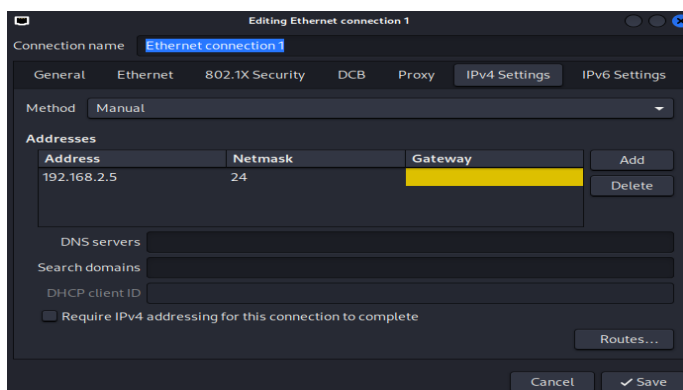 Editing Ethernet connection 1
Connection name Ethernet connection 1
General Ethernet 802.1X Security DCB Proxy IPv4 Settings IPv6 Settings
Method Manual
Addresses
Address Netmask Gateway Add
192.168.2.5 24 Delete
DNS servers
Search domains
DHCP client ID
Require IPv4 addressing for this connection to complete
Routes...
Cancel ✓ Save